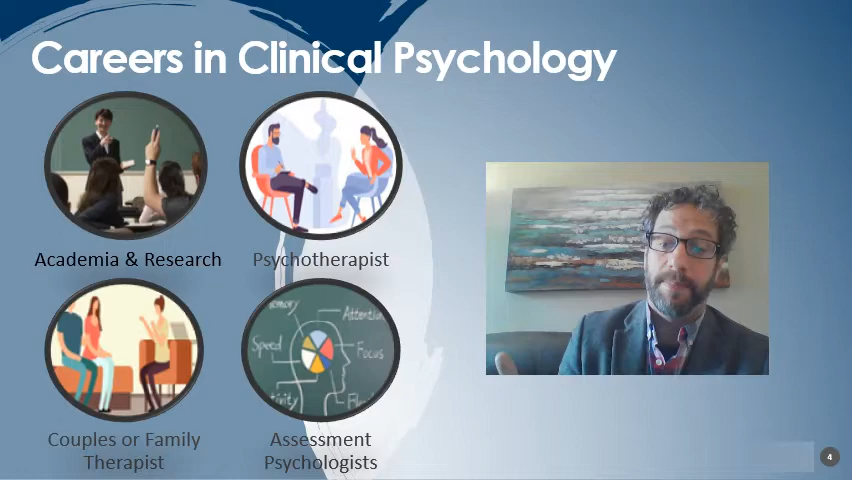 Careers in Clinical Psychology
Academia & Research
Psychotherapist
Attention
Speed
Focus
Couples or Family
Therapist
Assessment
Psychologists
4